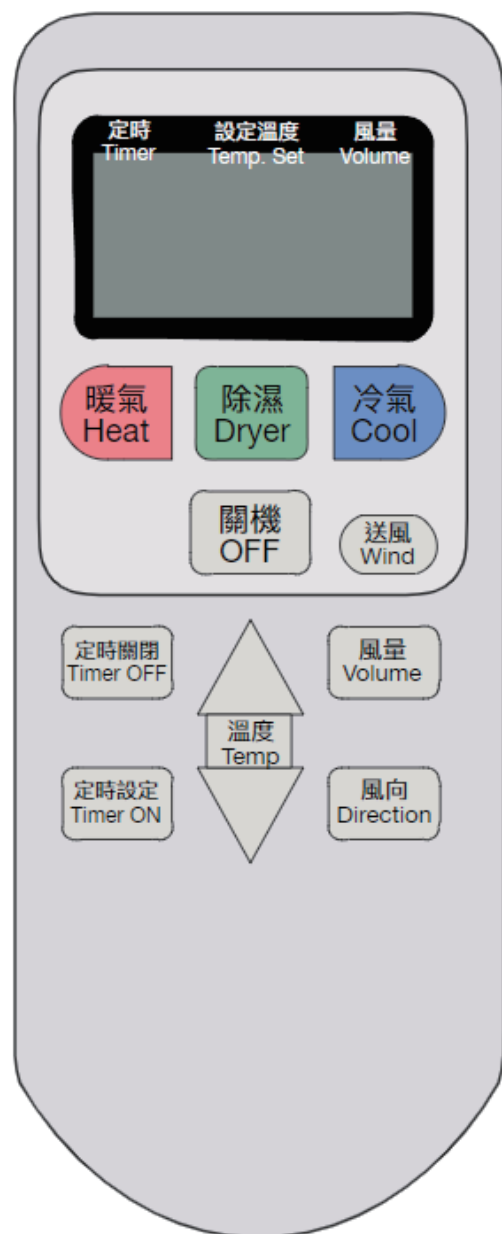 定時 設定溫度 風量
Timer Temp. Set Volume
暖氣 除濕 冷氣
Heat Dryer Cool
關機 送風
OFF Wind
定時關閉 風量
Timer OFF Volume
溫度
Temp
定時設定 風向
Timer ON Direction